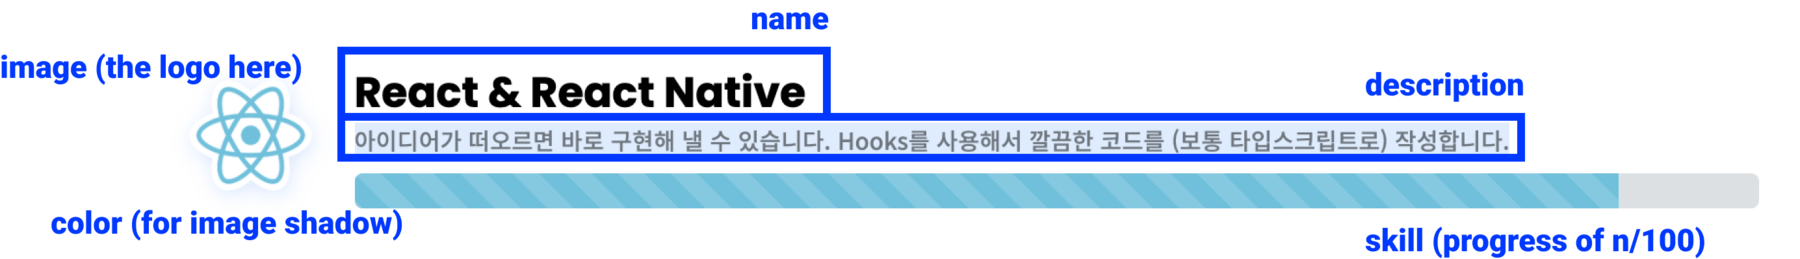 name
image (the logo here)
React & React Native
description
아이디어가 떠오르면 바로 구현해 낼 수 있습니다. Hooks를 사용해서 깔끔한 코드를 (보통 타입스크립트로) 작성합니다.
color (for image shadow)
skill (progress of n/100)